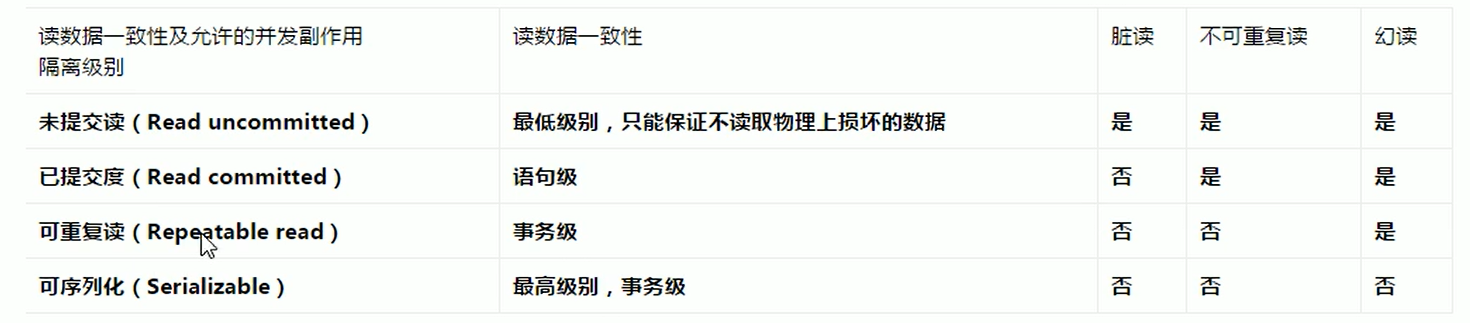 读数据一致性及允许的并发副作用
隔离级别
读数据一致性 脏读 不可重复读 幻读
未提交读（Read uncommitted） 最低级别，只能保证不读取物理上损坏的数据 是 是 是
已提交度（Read committed） 语句级 否 是 是
可重复读（Repeatable read） 事务级 否 否 是
可序列化（Serializable） 最高级别，事务级 否 否 否